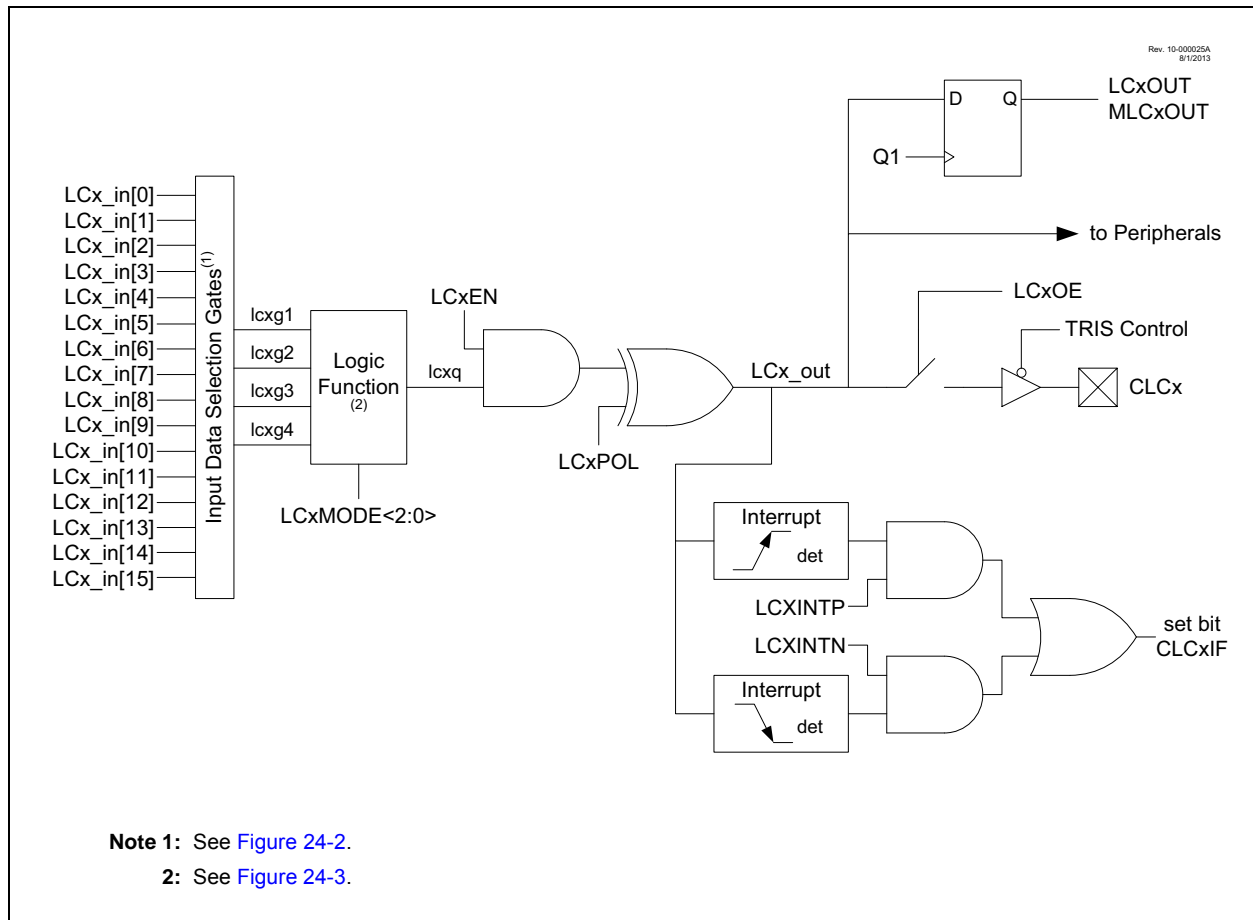 Rev. 10-000025A
8/1/2013
LCxOUT
MLCxOUT
D Q
Q1
to Peripherals
LCx_in[0]
LCx_in[1]
LCx_in[2]
LCx_in[3]
LCx_in[4]
LCx_in[5]
LCx_in[6]
LCx_in[7]
LCx_in[8]
LCx_in[9]
LCx_in[10]
LCx_in[11]
LCx_in[12]
LCx_in[13]
LCx_in[14]
LCx_in[15]
Input Data Selection Gates(1)
lcxg1
lcxg2
lcxg3
lcxg4
Logic
Function
(2)
LCxMODE<2:0>
lcxq
LCxEN
LCxPOL
LCx_out
LCxOE
TRIS Control
CLCx
Interrupt
det
LCXINTP
LCXINTN
Interrupt
det
set bit
CLCxIF
Note 1: See Figure 24-2.
2: See Figure 24-3.